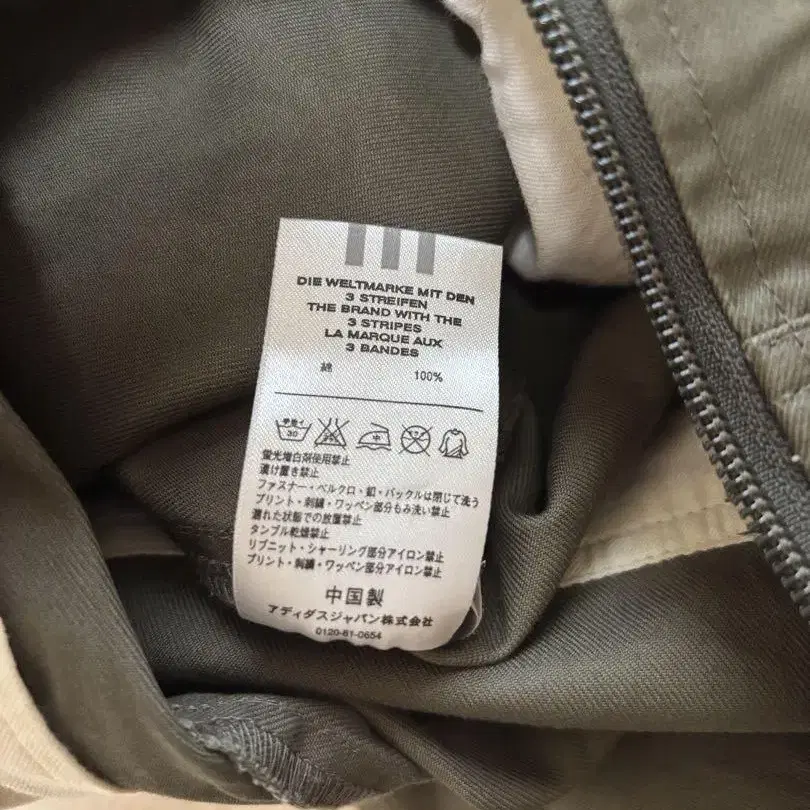 DIE WELTMARKE MIT DEN
3 STREIFEN
THE BRAND WITH THE
3 STRIPES
LA MARQUE AUX
3 BANDES
綿 100%
手洗イ
30
中
蛍光増白剤使用禁止
漬け置き禁止
ファスナー・ベルクロ・釦・バックルは閉じて洗う
プリント・刺繍・ワッペン部分もみ洗い禁止
濡れた状態での放置禁止
タンブル乾燥禁止
リブニット・シャーリング部分アイロン禁止
プリント・刺繍・ワッペン部分アイロン禁止
中国製
アディダスジャパン株式会社
0120-81-0654